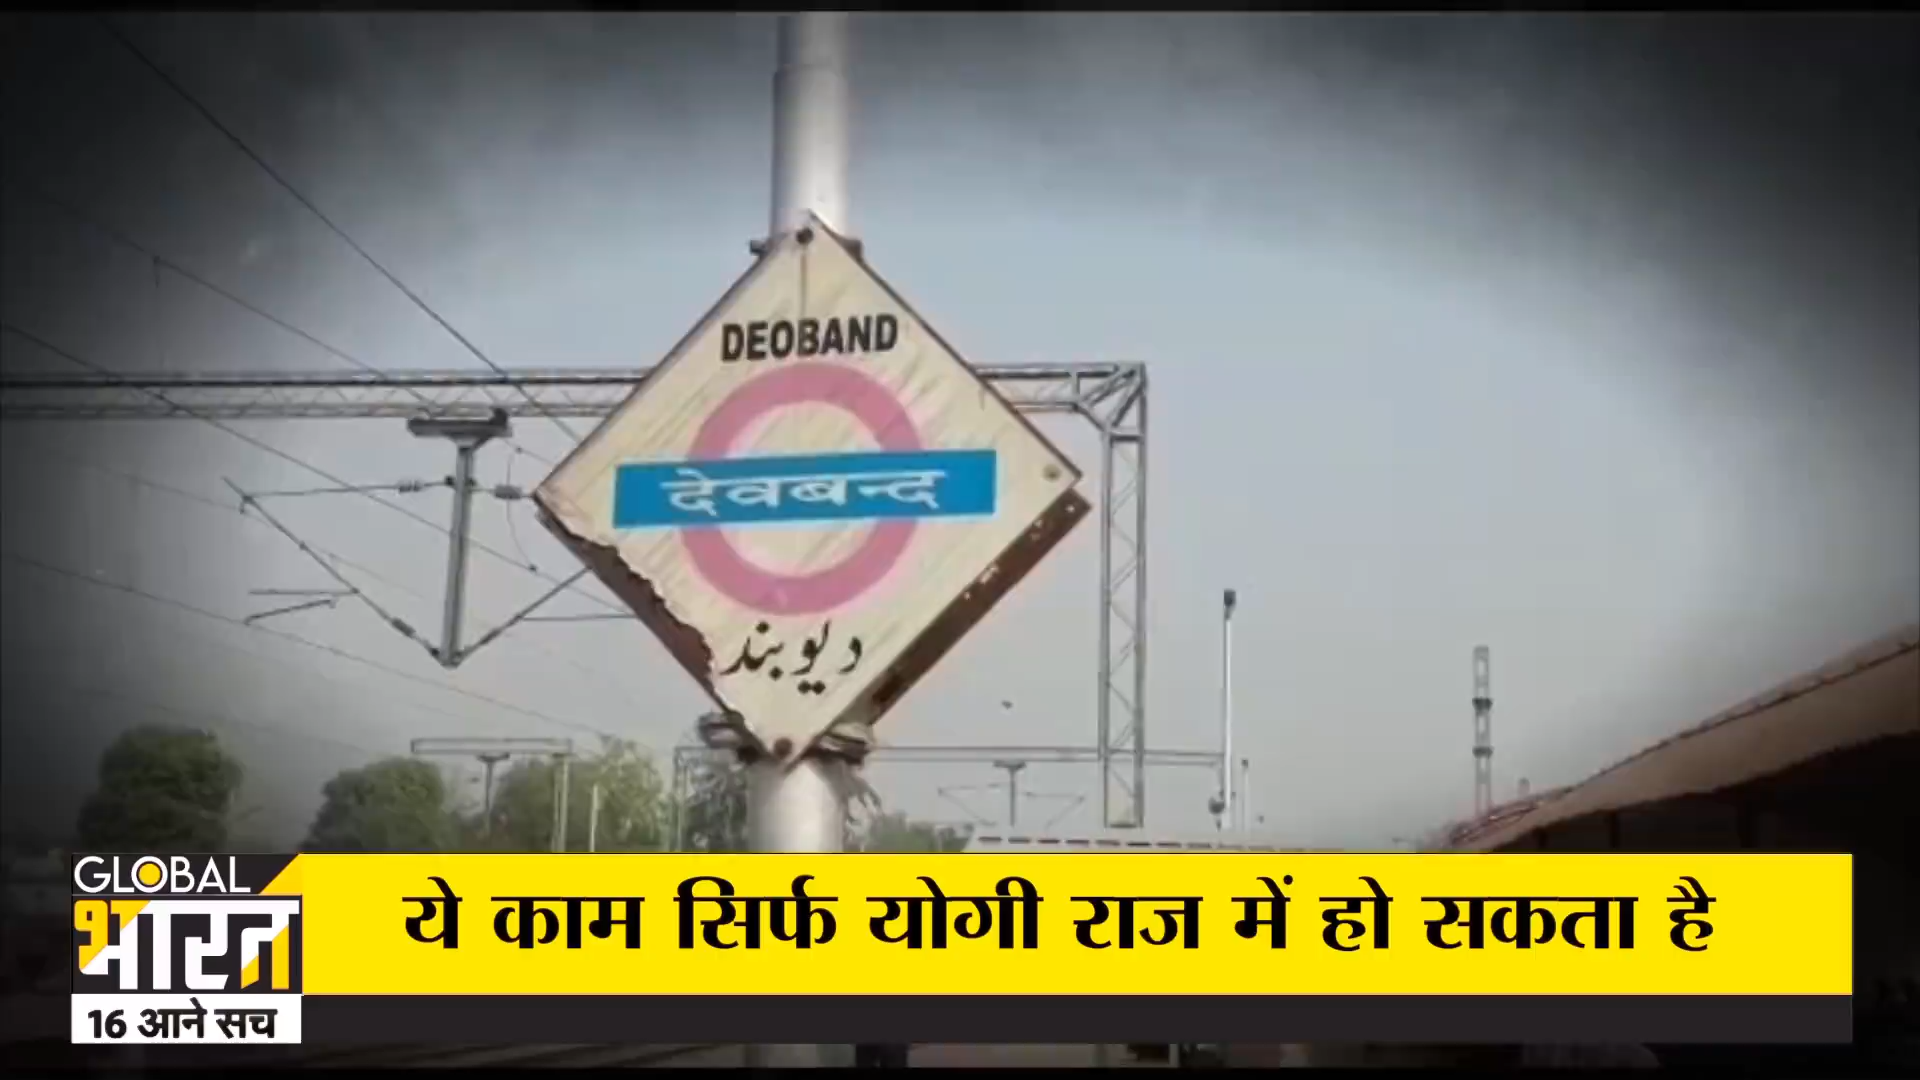 DEOBAND
देवबन्द
دیوبند
GLOBAL
भारत
16 आने सच
ये काम सिर्फ योगी राज में हो सकता है